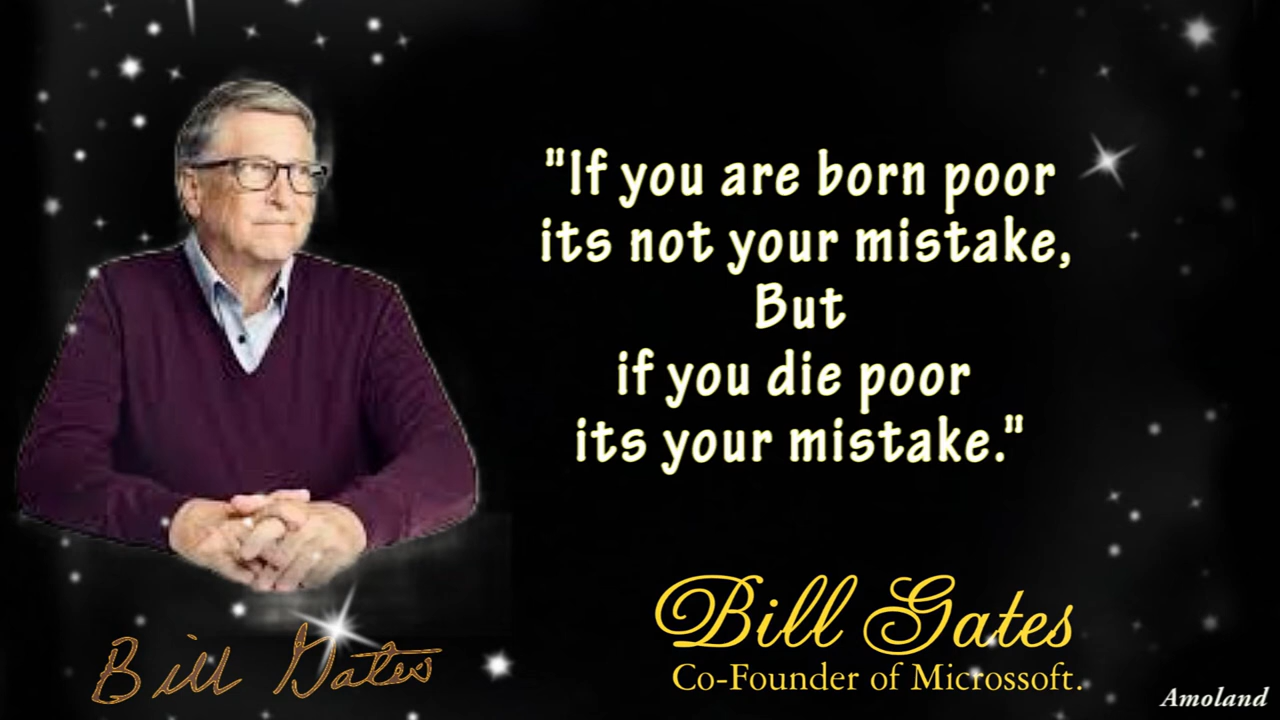 "If you are born poor
its not your mistake,
But
if you die poor
its your mistake."
Bill Gates
Co-Founder of Microssoft.
Bill Gates
Amoland